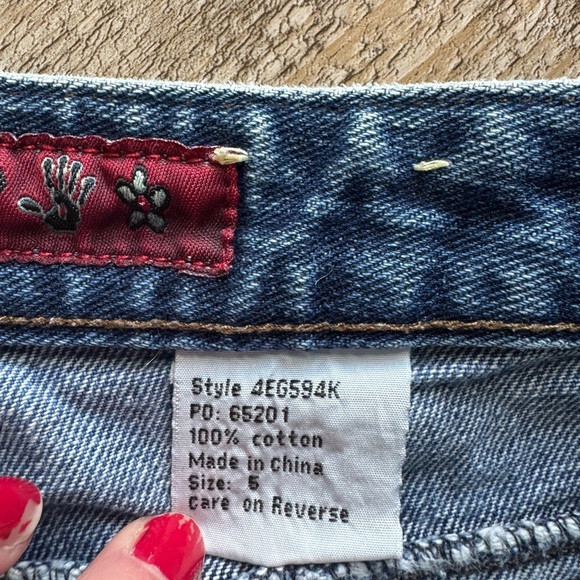 Style 4EG594K
PO: 65201
100% cotton
Made in China
Size: 5
Care on Reverse